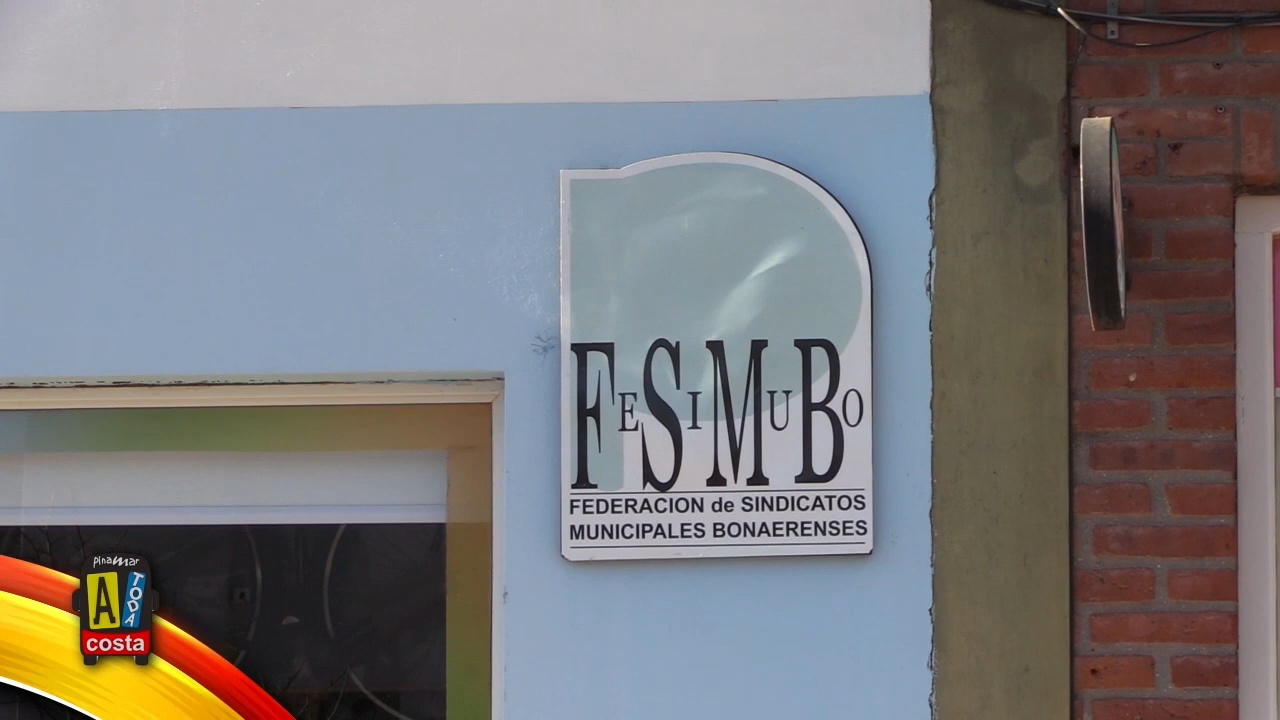 FESIMUBO
FEDERACION de SINDICATOS
MUNICIPALES BONAERENSES
pinamar
A TODA
costa